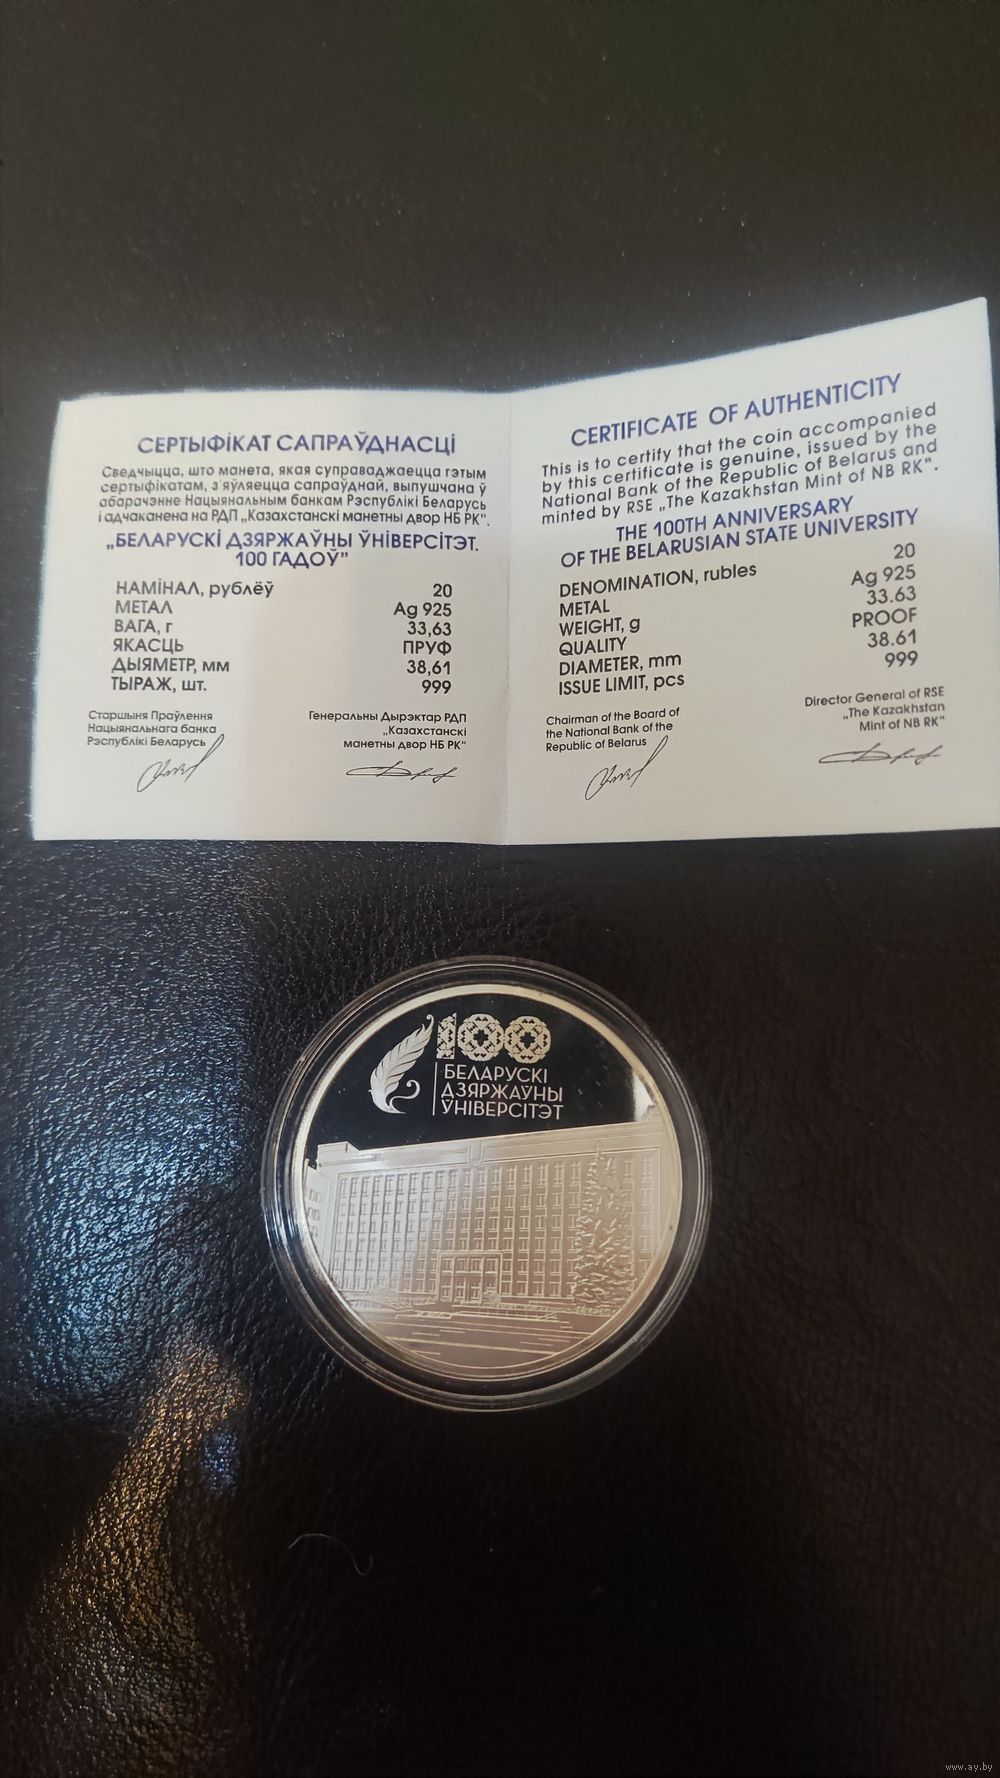 СЕРТЫФІКАТ САПРАЎДНАСЦІ
Сведчыцца, што манета, якая суправаджаецца гэтым
сертыфікатам, з'яўляецца сапраўднай, выпушчана ў
абарачэнне Нацыянальным банкам Рэспублікі Беларусь
і адчаканена на РДП „Казахстанскі манетны двор НБ РК".
„БЕЛАРУСКІ ДЗЯРЖАЎНЫ ЎНІВЕРСІТЭТ.
100 ГАДОЎ”
НАМІНАЛ, рублёў 20
МЕТАЛ Ag 925
ВАГА, г 33,63
ЯКАСЦЬ ПРУФ
ДЫЯМЕТР, мм 38,61
ТЫРАЖ, шт. 999
Старшыня Праўлення
Нацыянальнага банка
Рэспублікі Беларусь
Генеральны Дырэктар РДП
„Казахстанскі
манетны двор НБ РК"
CERTIFICATE OF AUTHENTICITY
This is to certify that the coin accompanied
by this certificate is genuine, issued by the
National Bank of the Republic of Belarus and
minted by RSE „The Kazakhstan Mint of NB RK".
THE 100TH ANNIVERSARY
OF THE BELARUSIAN STATE UNIVERSITY
DENOMINATION, rubles 20
METAL Ag 925
WEIGHT, g 33.63
QUALITY PROOF
DIAMETER, mm 38.61
ISSUE LIMIT, pcs 999
Chairman of the Board of
the National Bank of the
Republic of Belarus
Director General of RSE
„The Kazakhstan
Mint of NB RK"
100
БЕЛАРУСКІ
ДЗЯРЖАЎНЫ
ЎНІВЕРСІТЭТ
www.ay.by